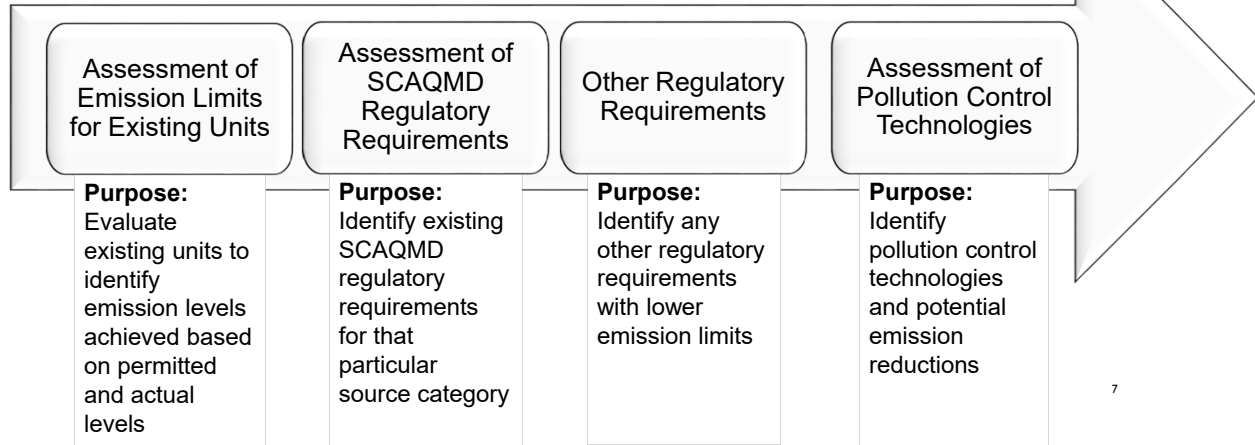 Assessment of
Emission Limits
for Existing Units
Purpose:
Evaluate
existing units to
identify
emission levels
achieved based
on permitted
and actual
levels
Assessment of
SCAQMD
Regulatory
Requirements
Purpose:
Identify existing
SCAQMD
regulatory
requirements
for that
particular
source category
Other Regulatory
Requirements
Purpose:
Identify any
other regulatory
requirements
with lower
emission limits
Assessment of
Pollution Control
Technologies
Purpose:
Identify
pollution control
technologies
and potential
emission
reductions
7